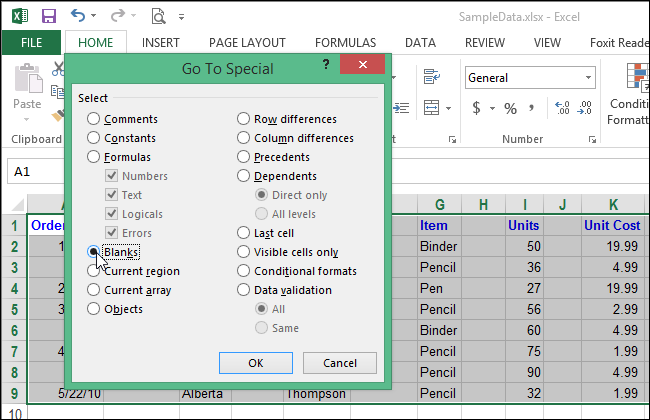 SampleData.xlsx - Excel
FILE HOME INSERT PAGE LAYOUT FORMULAS DATA REVIEW VIEW Foxit Reade
Go To Special ?
Select
Comments Row differences
Constants Column differences
Formulas Precedents
Numbers Dependents
Text Direct only
Logicals All levels
Errors Last cell
Blanks Visible cells only
Current region Conditional formats
Current array Data validation
Objects All
Same
OK Cancel
Paste
Clipboard
General
$ % , .00
Number
Conditi
Formatt
A1
G H I J K
1 Order Item Units Unit Cost
2 1 Binder 50 19.99
3 Pencil 36 4.99
4 2 Pen 27 19.99
5 3 Pencil 56 2.99
6 Binder 60 4.99
7 4 Pencil 75 1.99
8 Pencil 90 4.99
9 5/22/10 Alberta Thompson Pencil 32 1.99
10